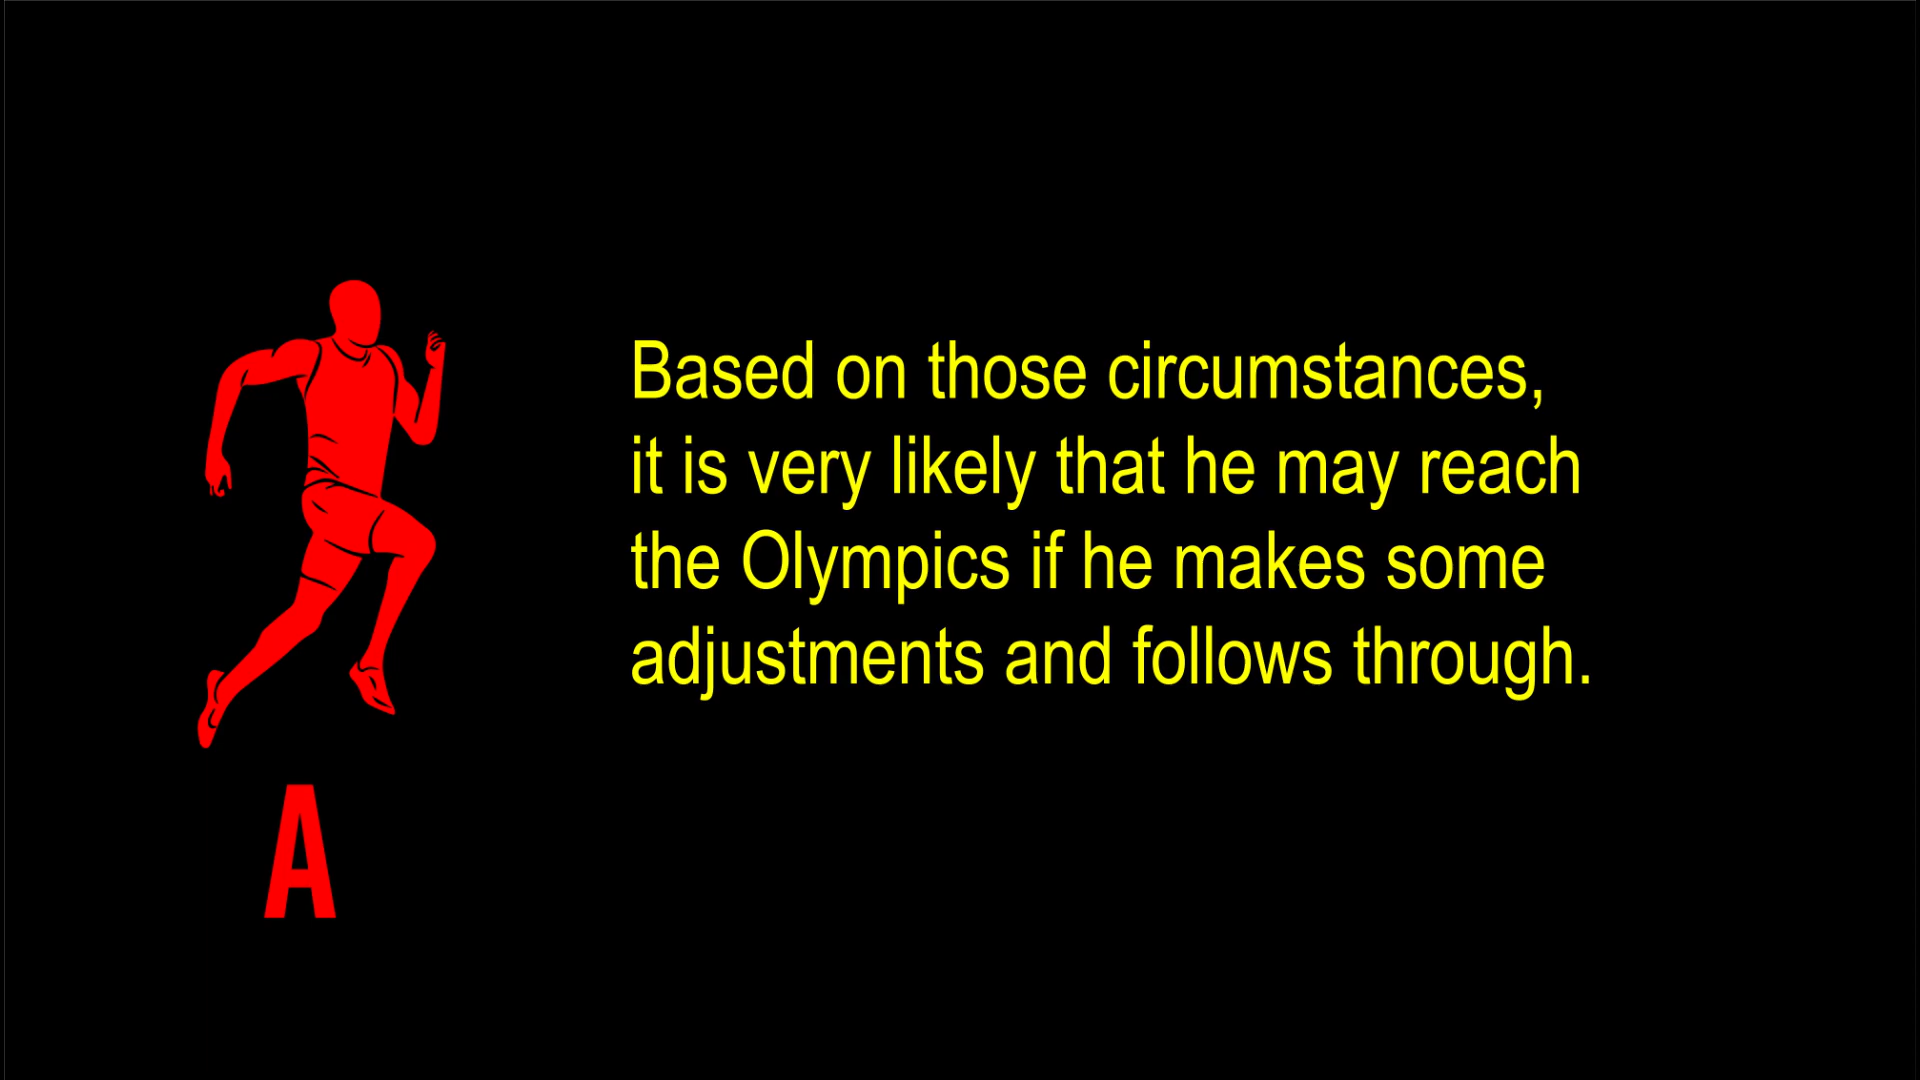 Based on those circumstances,
it is very likely that he may reach
the Olympics if he makes some
adjustments and follows through.
A